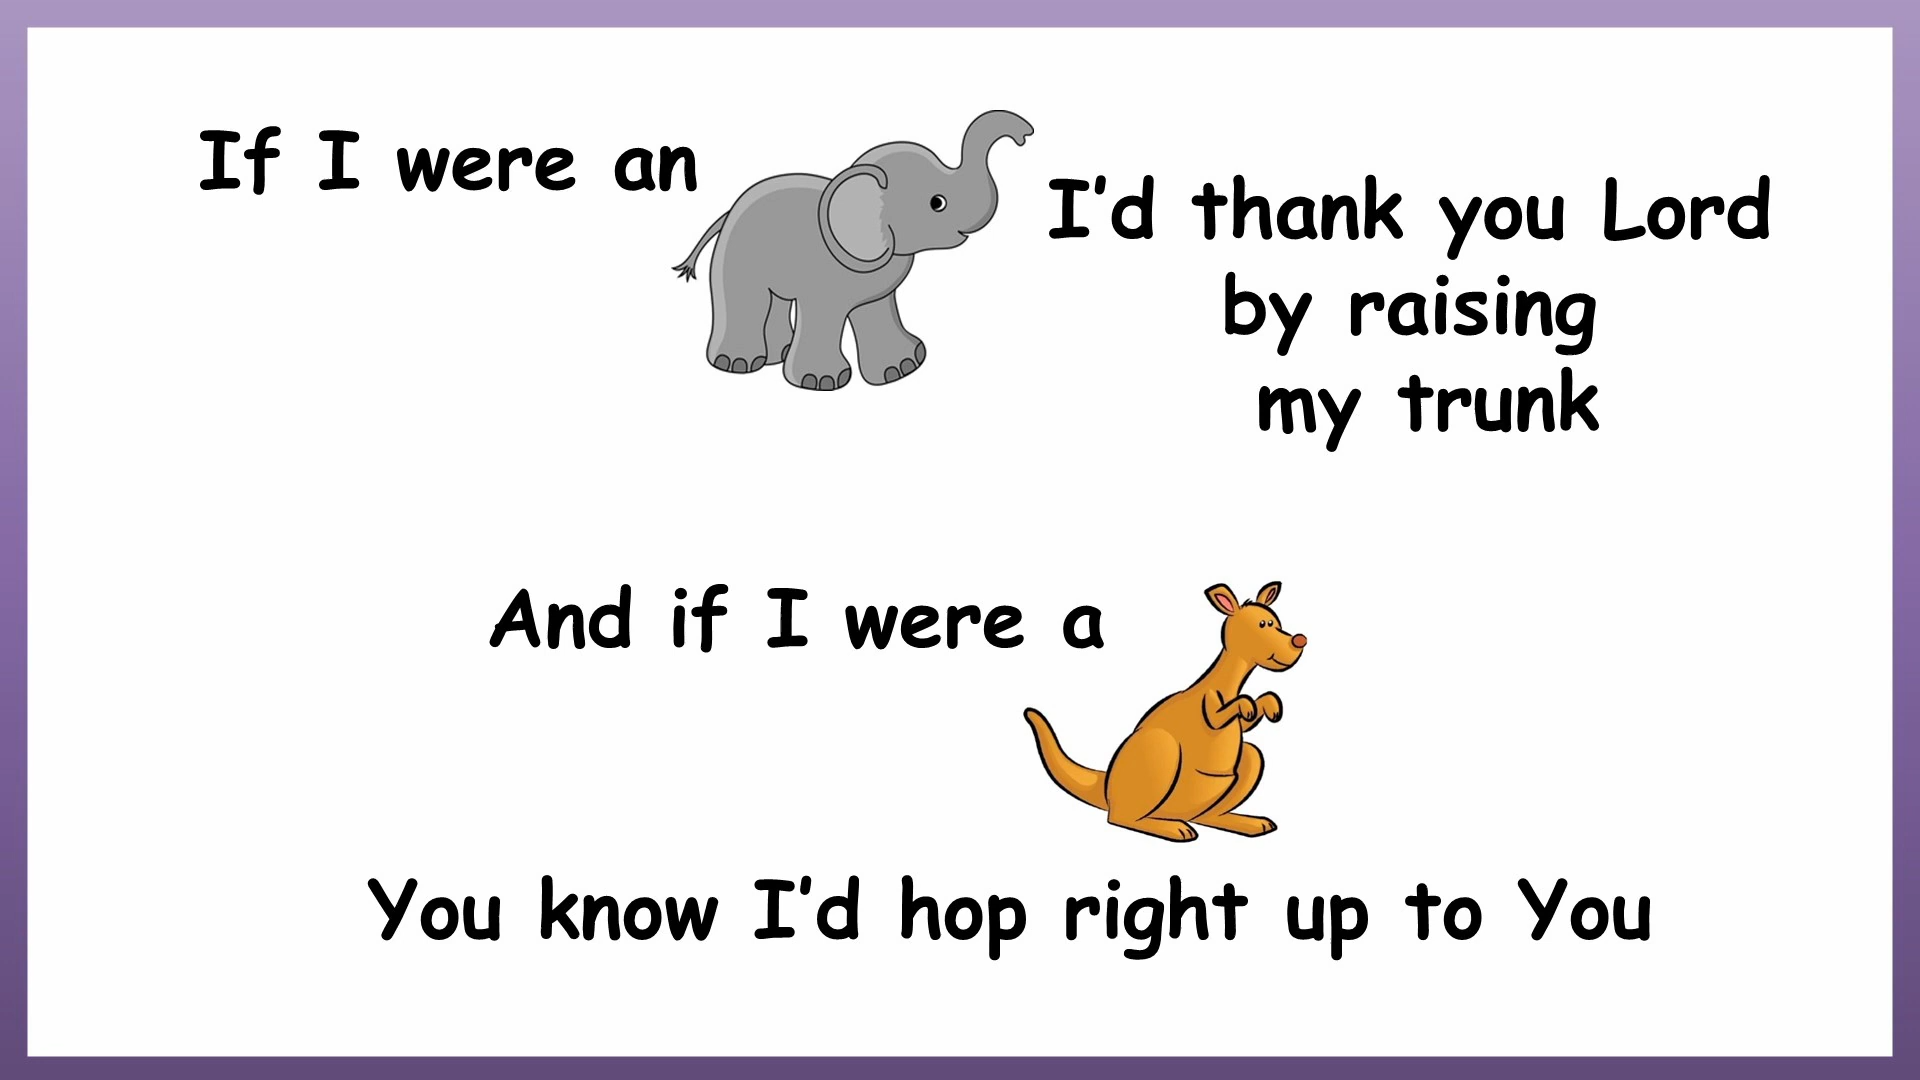 If I were an
I’d thank you Lord
by raising
my trunk
And if I were a
You know I’d hop right up to You